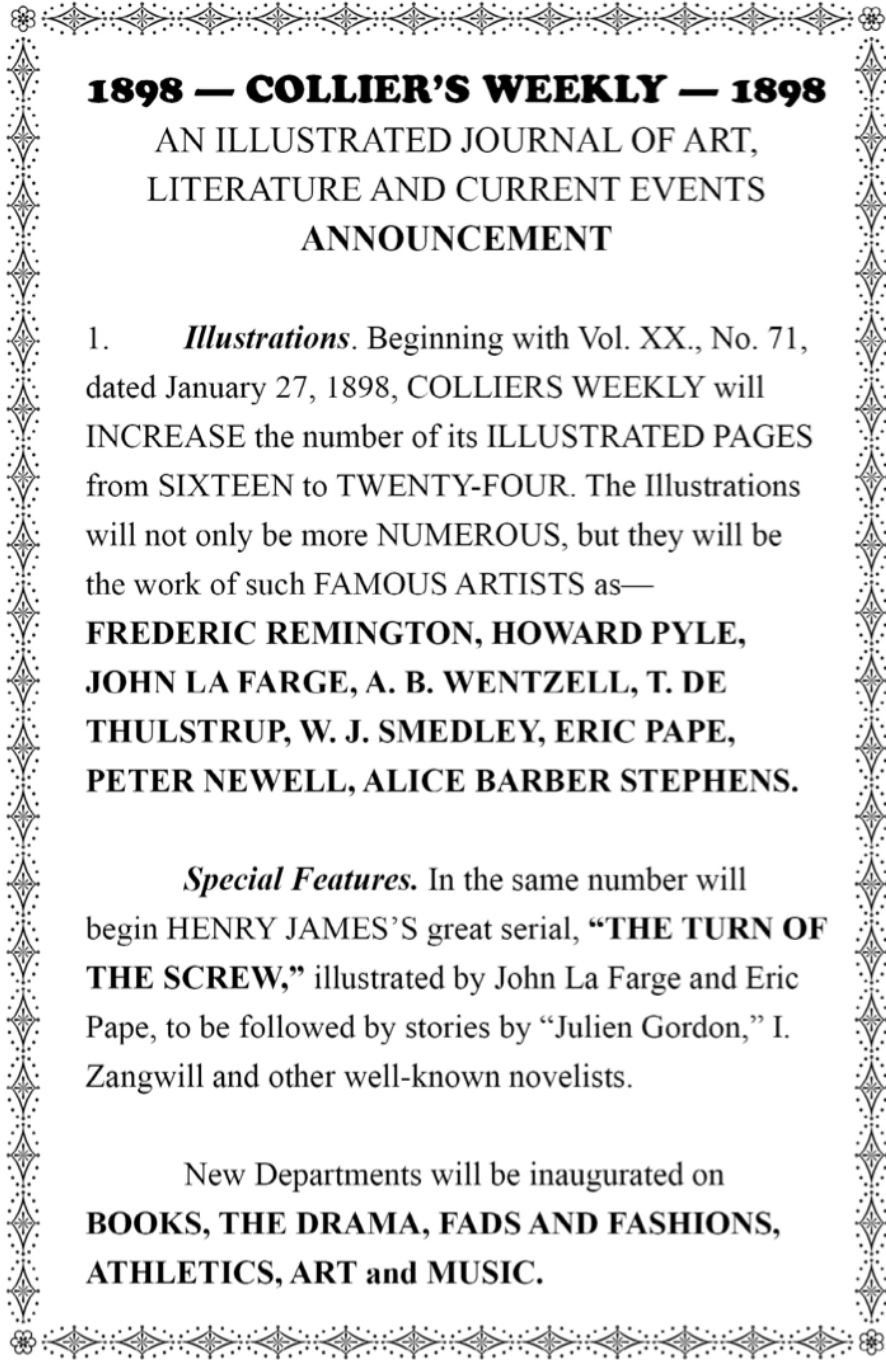 1898 — COLLIER’S WEEKLY — 1898
AN ILLUSTRATED JOURNAL OF ART,
LITERATURE AND CURRENT EVENTS
ANNOUNCEMENT
1. Illustrations. Beginning with Vol. XX., No. 71,
dated January 27, 1898, COLLIERS WEEKLY will
INCREASE the number of its ILLUSTRATED PAGES
from SIXTEEN to TWENTY-FOUR. The Illustrations
will not only be more NUMEROUS, but they will be
the work of such FAMOUS ARTISTS as—
FREDERIC REMINGTON, HOWARD PYLE,
JOHN LA FARGE, A. B. WENTZELL, T. DE
THULSTRUP, W. J. SMEDLEY, ERIC PAPE,
PETER NEWELL, ALICE BARBER STEPHENS.
Special Features. In the same number will
begin HENRY JAMES’S great serial, “THE TURN OF
THE SCREW,” illustrated by John La Farge and Eric
Pape, to be followed by stories by “Julien Gordon,” I.
Zangwill and other well-known novelists.
New Departments will be inaugurated on
BOOKS, THE DRAMA, FADS AND FASHIONS,
ATHLETICS, ART and MUSIC.